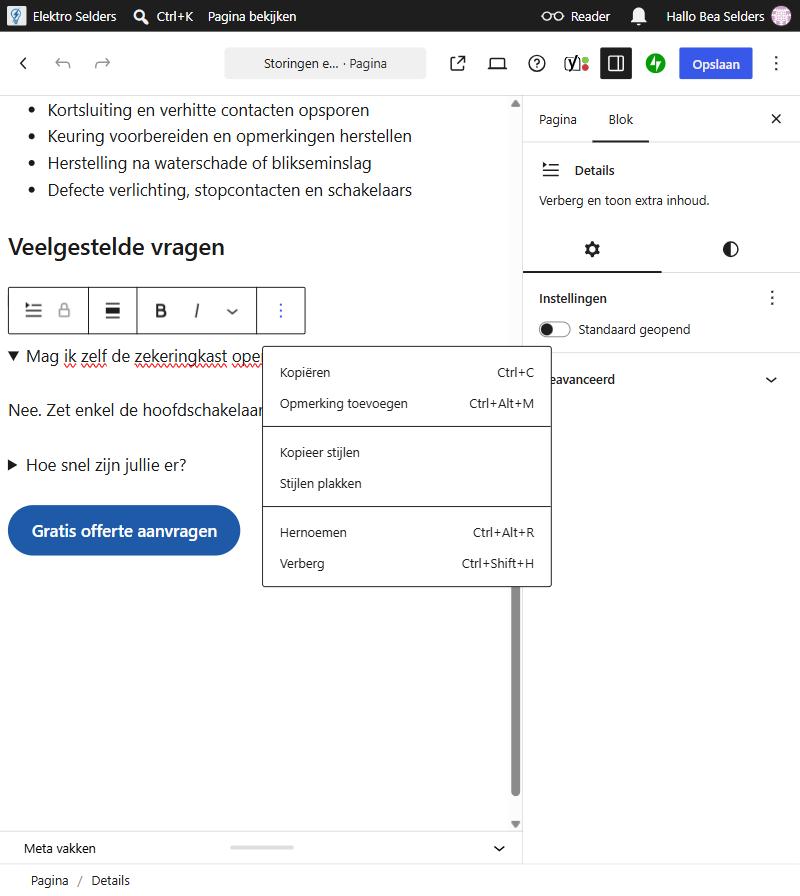 Elektro Selders Ctrl+K Pagina bekijken Reader Hallo Bea Selders
Storingen e... · Pagina Opslaan
Kortsluiting en verhitte contacten opsporen
Keuring voorbereiden en opmerkingen herstellen
Herstelling na waterschade of blikseminslag
Defecte verlichting, stopcontacten en schakelaars
Veelgestelde vragen
B I
Mag ik zelf de zekeringkast
Nee. Zet enkel de
Hoe snel zijn jullie er?
Gratis offerte aanvragen
Kopiëren Ctrl+C
Opmerking toevoegen Ctrl+Alt+M
Kopieer stijlen
Stijlen plakken
Hernoemen Ctrl+Alt+R
Verberg Ctrl+Shift+H
Pagina Blok
Details
Verberg en toon extra inhoud.
Instellingen
Standaard geopend
Meta vakken
Pagina / Details